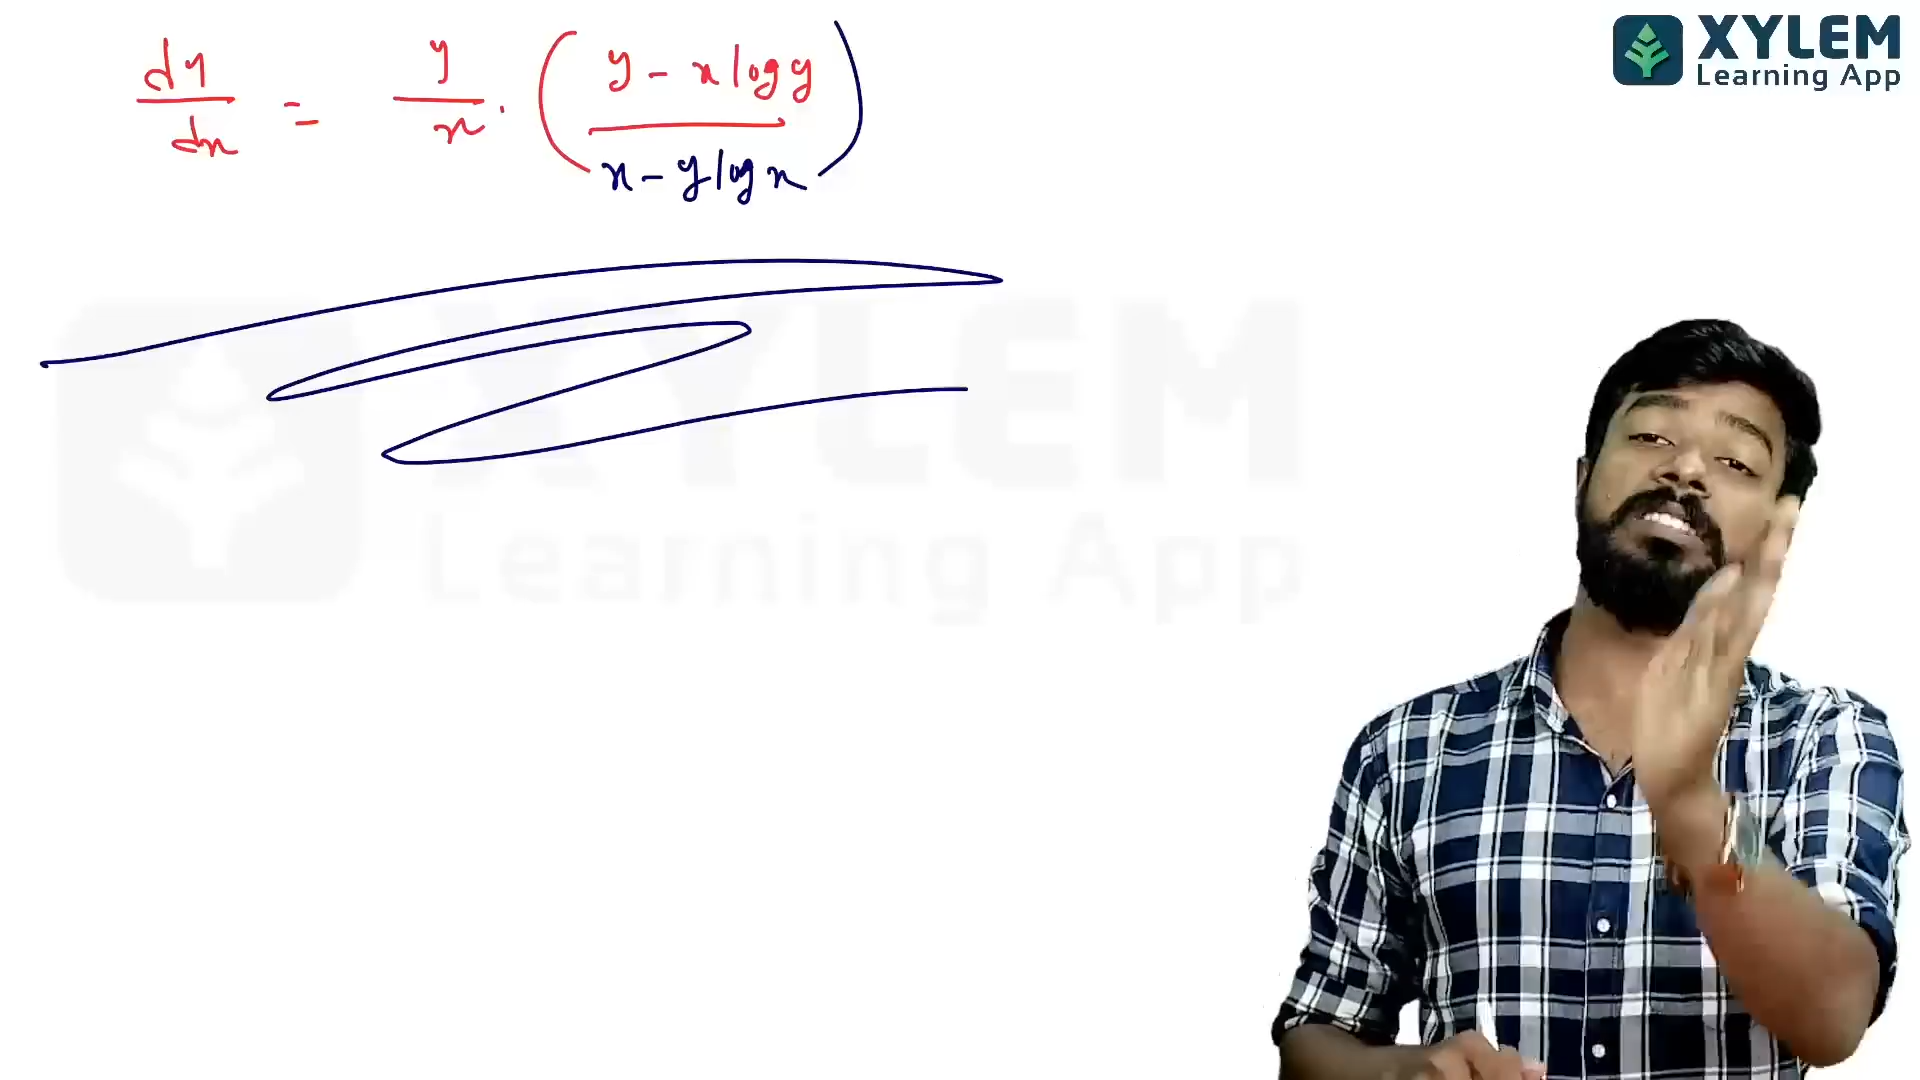 XYLEM
Learning App
dy/dx = y/x · ( (y - x log y) / (x - y log x) )
XYLEM
Learning App